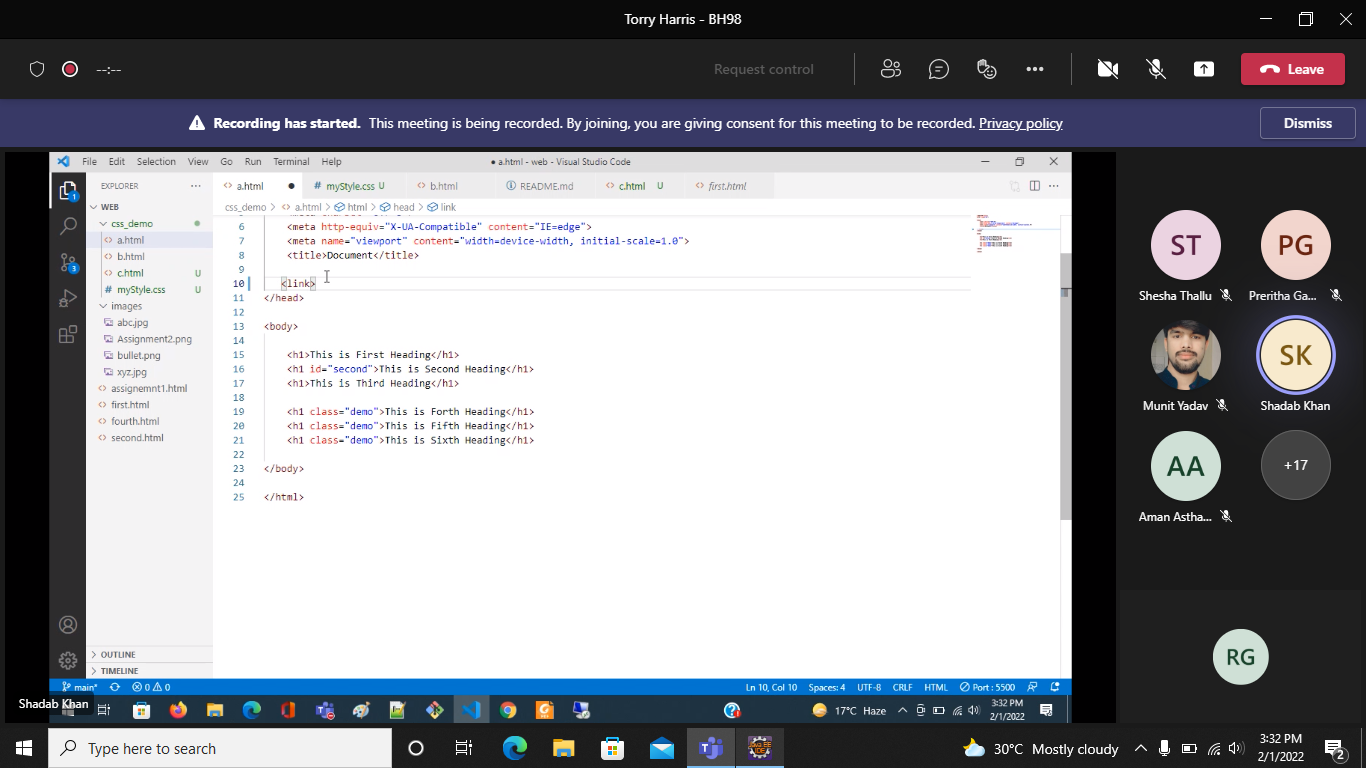 Torry Harris - BH98
--:--
Request control
Leave
Recording has started. This meeting is being recorded. By joining, you are giving consent for this meeting to be recorded. Privacy policy
Dismiss
File Edit Selection View Go Run Terminal Help
● a.html - web - Visual Studio Code
EXPLORER ···
<> a.html ●
# myStyle.css U
<> b.html
README.md
<> c.html U
<> first.html
css_demo > <> a.html > html > head > link
WEB
css_demo
<> a.html
<> b.html
<> c.html U
# myStyle.css U
images
abc.jpg
Assignment2.png
bullet.png
xyz.jpg
<> assignemnt1.html
<> first.html
<> fourth.html
<> second.html
OUTLINE
TIMELINE
6 <meta http-equiv="X-UA-Compatible" content="IE=edge">
7 <meta name="viewport" content="width=device-width, initial-scale=1.0">
8 <title>Document</title>
9
10 <link>
11 </head>
12
13 <body>
14
15 <h1>This is First Heading</h1>
16 <h1 id="second">This is Second Heading</h1>
17 <h1>This is Third Heading</h1>
18
19 <h1 class="demo">This is Forth Heading</h1>
20 <h1 class="demo">This is Fifth Heading</h1>
21 <h1 class="demo">This is Sixth Heading</h1>
22
23 </body>
24
25 </html>
1
3
main* 0 0
Ln 10, Col 10 Spaces: 4 UTF-8 CRLF HTML Port : 5500
Shadab Khan
17°C Haze
3:32 PM
2/1/2022
ST
Shesha Thallu
PG
Preritha Ga...
Munit Yadav
SK
Shadab Khan
AA
Aman Astha...
+17
RG
Type here to search
30°C Mostly cloudy
3:32 PM
2/1/2022
2